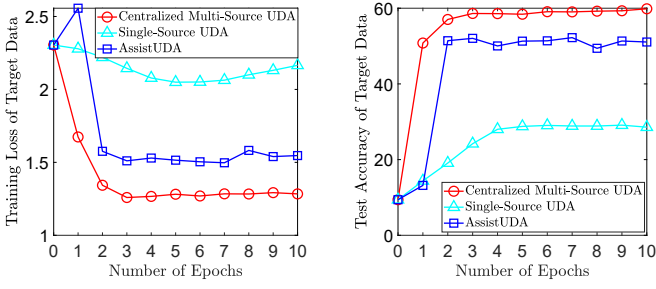 Training Loss of Target Data
2.5
2
1.5
1
Centralized Multi-Source UDA
Single-Source UDA
AssistUDA
0 1 2 3 4 5 6 7 8 9 10
Number of Epochs
Test Accuracy of Target Data
60
40
20
0
Centralized Multi-Source UDA
Single-Source UDA
AssistUDA
0 1 2 3 4 5 6 7 8 9 10
Number of Epochs